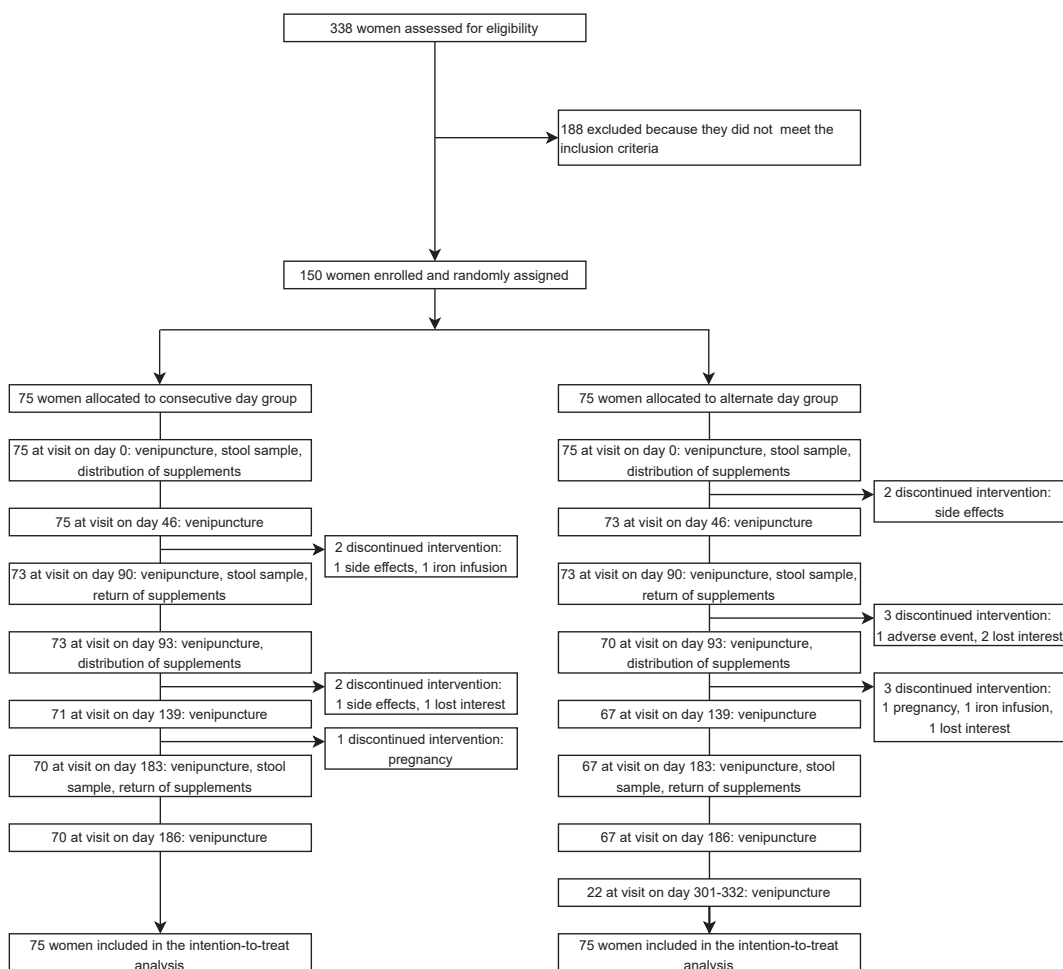 338 women assessed for eligibility
188 excluded because they did not meet the
inclusion criteria
150 women enrolled and randomly assigned
75 women allocated to consecutive day group
75 at visit on day 0: venipuncture, stool sample,
distribution of supplements
75 at visit on day 46: venipuncture
2 discontinued intervention:
1 side effects, 1 iron infusion
73 at visit on day 90: venipuncture, stool sample,
return of supplements
73 at visit on day 93: venipuncture,
distribution of supplements
2 discontinued intervention:
1 side effects, 1 lost interest
71 at visit on day 139: venipuncture
1 discontinued intervention:
pregnancy
70 at visit on day 183: venipuncture, stool
sample, return of supplements
70 at visit on day 186: venipuncture
75 women included in the intention-to-treat
analysis
75 women allocated to alternate day group
75 at visit on day 0: venipuncture, stool sample,
distribution of supplements
2 discontinued intervention:
side effects
73 at visit on day 46: venipuncture
73 at visit on day 90: venipuncture, stool sample,
return of supplements
3 discontinued intervention:
1 adverse event, 2 lost interest
70 at visit on day 93: venipuncture,
distribution of supplements
3 discontinued intervention:
1 pregnancy, 1 iron infusion,
1 lost interest
67 at visit on day 139: venipuncture
67 at visit on day 183: venipuncture, stool
sample, return of supplements
67 at visit on day 186: venipuncture
22 at visit on day 301-332: venipuncture
75 women included in the intention-to-treat
analysis